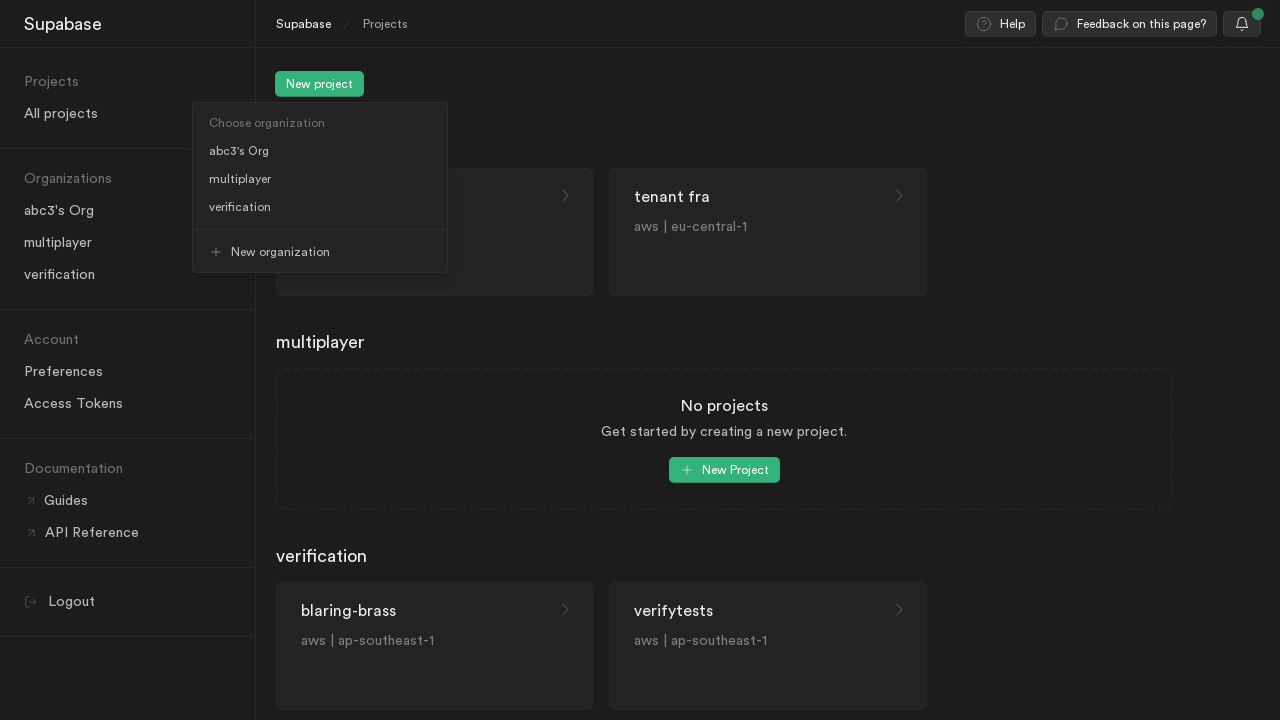 Supabase
Projects
All projects
Organizations
abc3's Org
multiplayer
verification
Account
Preferences
Access Tokens
Documentation
Guides
API Reference
Logout
Supabase / Projects
Help
Feedback on this page?
New project
Choose organization
abc3's Org
multiplayer
verification
New organization
tenant fra
aws | eu-central-1
multiplayer
No projects
Get started by creating a new project.
New Project
verification
blaring-brass
aws | ap-southeast-1
verifytests
aws | ap-southeast-1